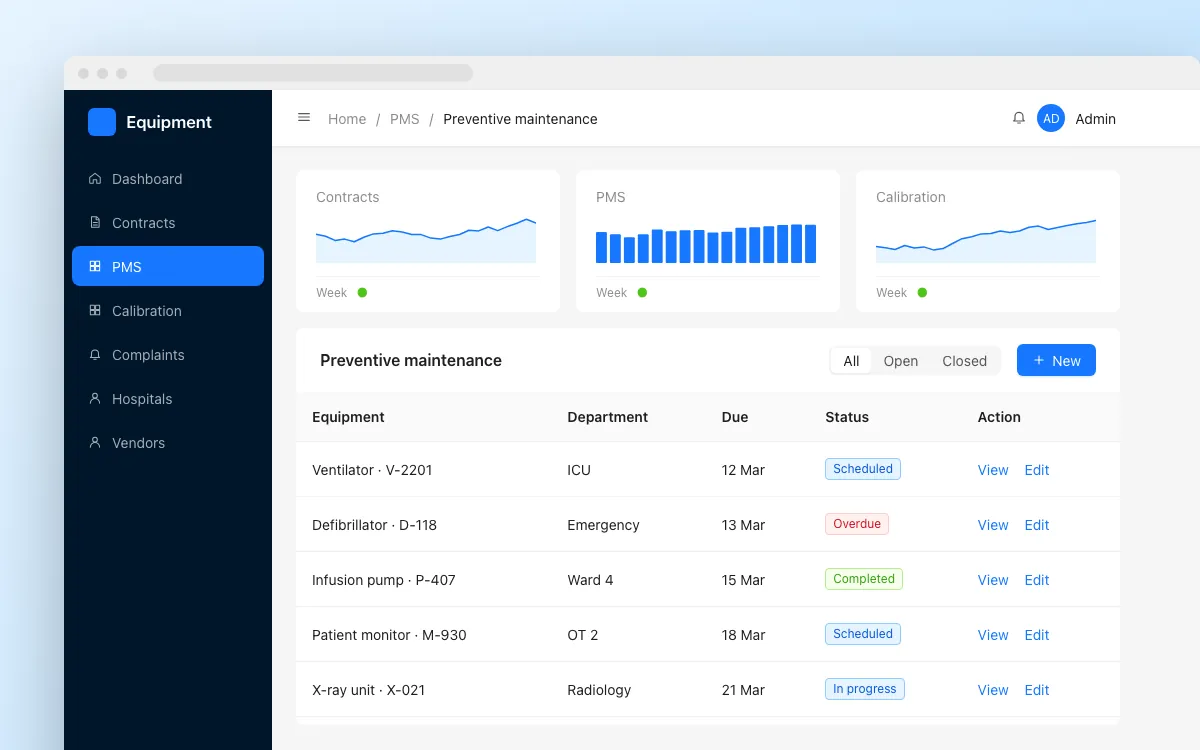 Equipment
Home / PMS / Preventive maintenance
AD Admin
Dashboard
Contracts
PMS
Calibration
Complaints
Hospitals
Vendors
Contracts
Week
PMS
Week
Calibration
Week
Preventive maintenance
All Open Closed
+ New
Equipment Department Due Status Action
Ventilator · V-2201 ICU 12 Mar Scheduled View Edit
Defibrillator · D-118 Emergency 13 Mar Overdue View Edit
Infusion pump · P-407 Ward 4 15 Mar Completed View Edit
Patient monitor · M-930 OT 2 18 Mar Scheduled View Edit
X-ray unit · X-021 Radiology 21 Mar In progress View Edit